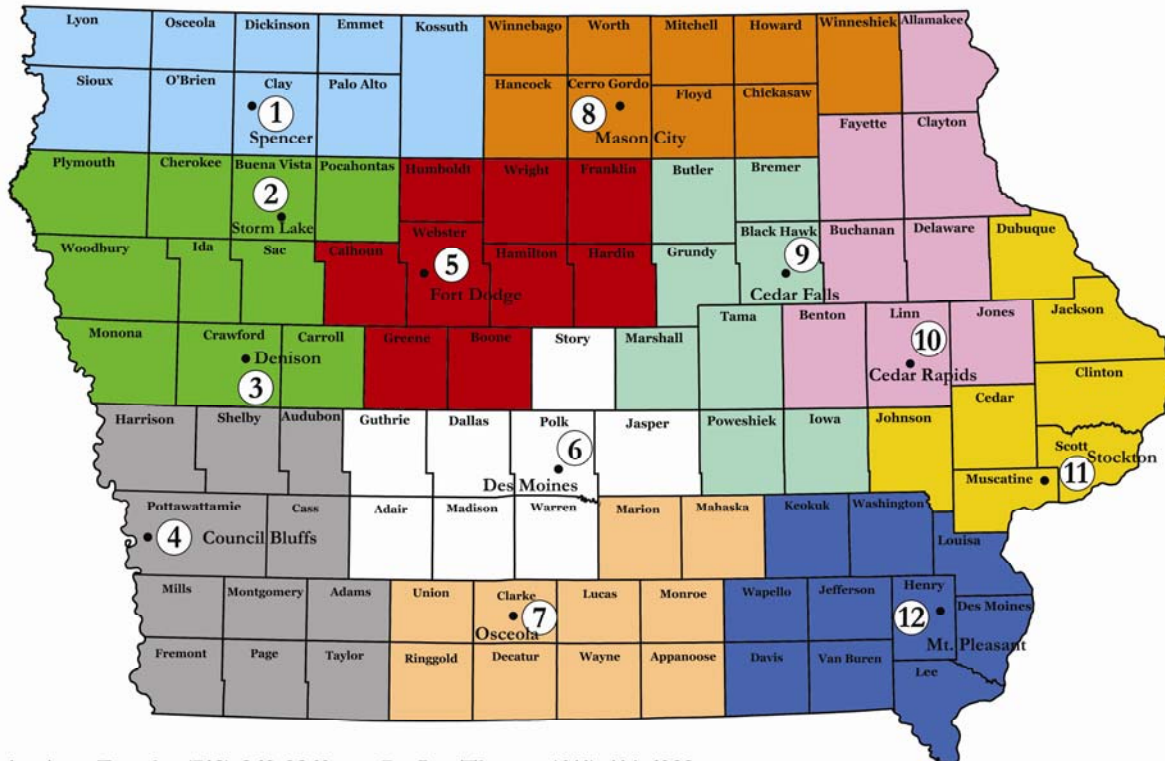 Lyon Osceola Dickinson Emmet Kossuth Winnebago Worth Mitchell Howard Winneshiek Allamakee
Sioux O'Brien Clay Palo Alto Hancock Cerro Gordo Floyd Chickasaw
1 8
Spencer Mason City Fayette Clayton
Plymouth Cherokee Buena Vista Pocahontas Humboldt Wright Franklin Butler Bremer
2
Storm Lake Webster Black Hawk Buchanan Delaware Dubuque
Woodbury Ida Sac Calhoun 5 Hamilton Hardin Grundy 9
Fort Dodge Cedar Falls
Monona Crawford Carroll Greene Boone Story Marshall Tama Benton Linn Jones Jackson
Denison 10
3 Cedar Rapids Clinton
Harrison Shelby Audubon Guthrie Dallas Polk Jasper Poweshiek Iowa Johnson Cedar
6 Scott Stockton
Des Moines Muscatine 11
Pottawattamie Cass Adair Madison Warren Marion Mahaska Keokuk Washington
4 Council Bluffs Louisa
Mills Montgomery Adams Union Clarke Lucas Monroe Wapello Jefferson Henry Des Moines
7 12
Osceola Mt. Pleasant
Fremont Page Taylor Ringgold Decatur Wayne Appanoose Davis Van Buren Lee